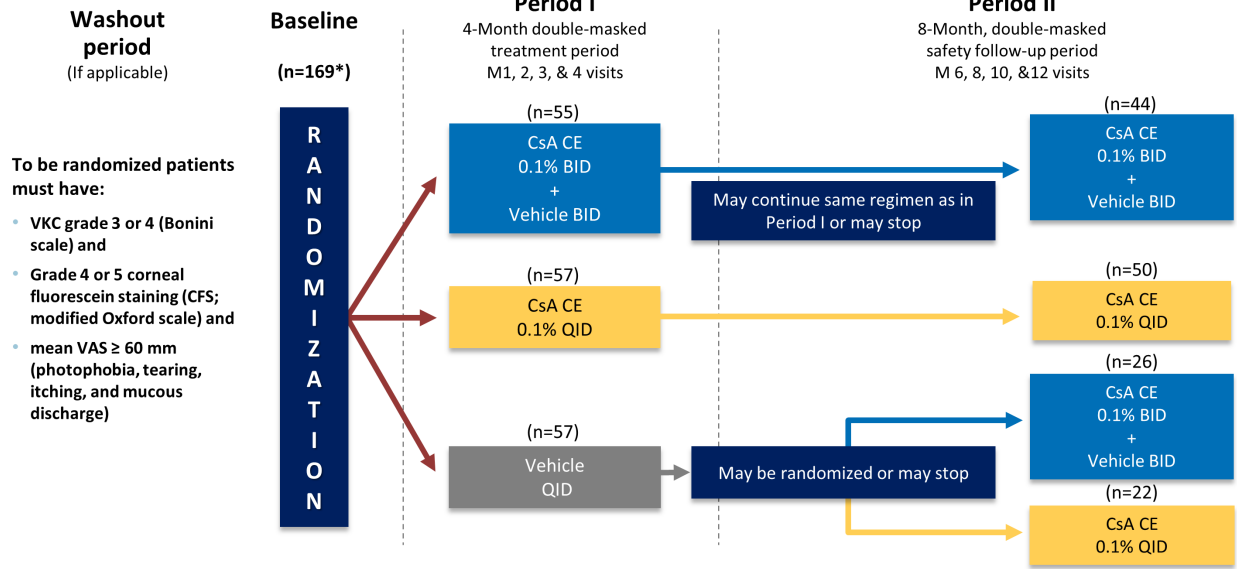 Washout
period
(If applicable)
Baseline
(n=169*)
Period I
4-Month double-masked
treatment period
M1, 2, 3, & 4 visits
Period II
8-Month, double-masked
safety follow-up period
M 6, 8, 10, &12 visits
To be randomized patients
must have:
• VKC grade 3 or 4 (Bonini
scale) and
• Grade 4 or 5 corneal
fluorescein staining (CFS;
modified Oxford scale) and
• mean VAS ≥ 60 mm
(photophobia, tearing,
itching, and mucous
discharge)
R
A
N
D
O
M
I
Z
A
T
I
O
N
(n=55)
CsA CE
0.1% BID
+
Vehicle BID
May continue same regimen as in
Period I or may stop
(n=44)
CsA CE
0.1% BID
+
Vehicle BID
(n=57)
CsA CE
0.1% QID
(n=50)
CsA CE
0.1% QID
(n=57)
Vehicle
QID
May be randomized or may stop
(n=26)
CsA CE
0.1% BID
+
Vehicle BID
(n=22)
CsA CE
0.1% QID